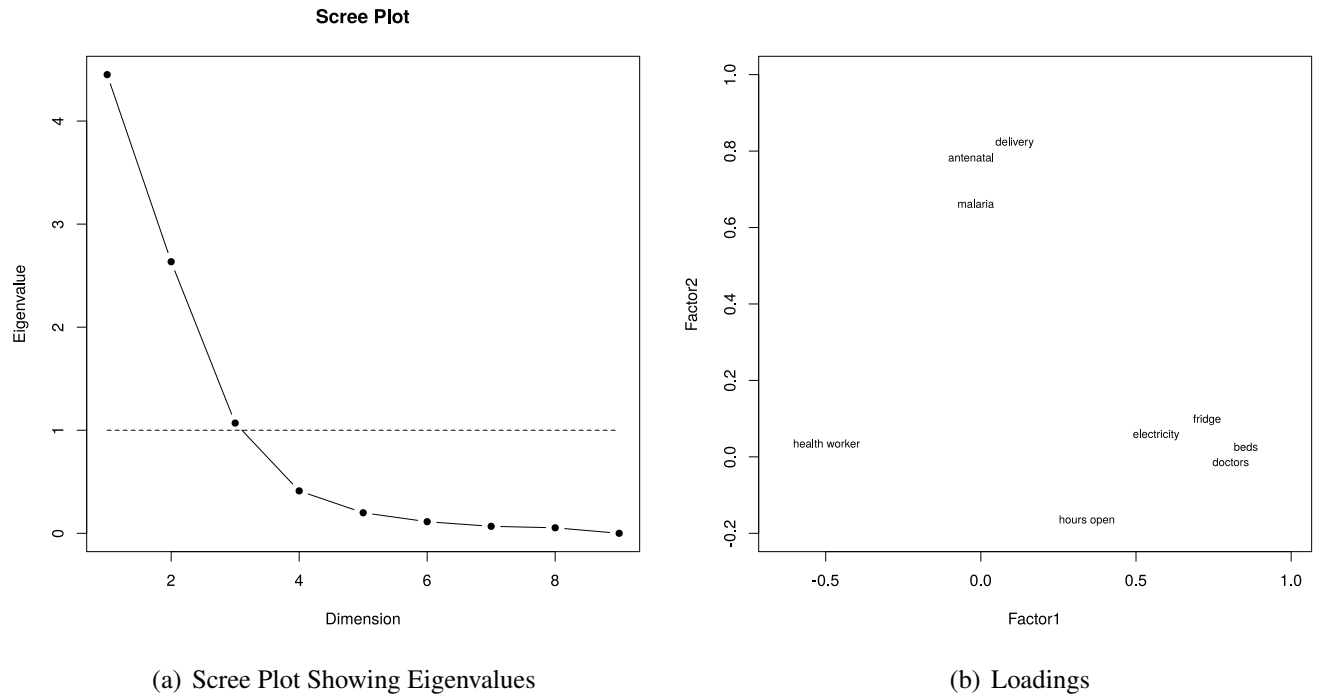 Scree Plot
Eigenvalue
4
3
2
1
0
2
4
6
8
Dimension
(a) Scree Plot Showing Eigenvalues
Factor2
1.0
0.8
0.6
0.4
0.2
0.0
-0.2
delivery
antenatal
malaria
fridge
electricity
health worker
beds
doctors
hours open
-0.5
0.0
0.5
1.0
Factor1
(b) Loadings